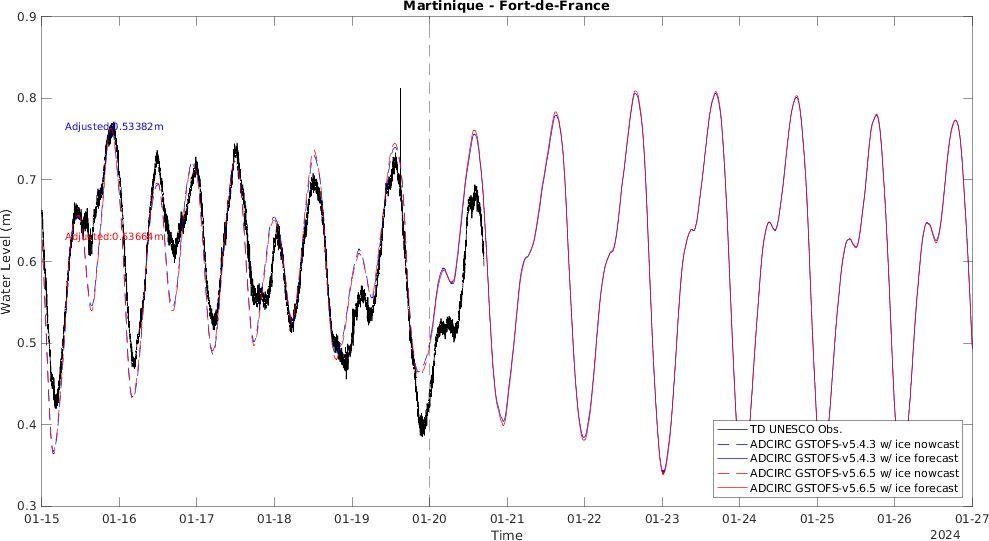 Martinique - Fort-de-France
0.9
0.8
0.7
0.6
0.5
0.4
0.3
Water Level (m)
Adjusted:0.53382m
Adjusted:0.53664m
TD UNESCO Obs.
ADCIRC GSTOFS-v5.4.3 w/ ice nowcast
ADCIRC GSTOFS-v5.4.3 w/ ice forecast
ADCIRC GSTOFS-v5.6.5 w/ ice nowcast
ADCIRC GSTOFS-v5.6.5 w/ ice forecast
01-15 01-16 01-17 01-18 01-19 01-20 01-21 01-22 01-23 01-24 01-25 01-26 01-27
Time
2024